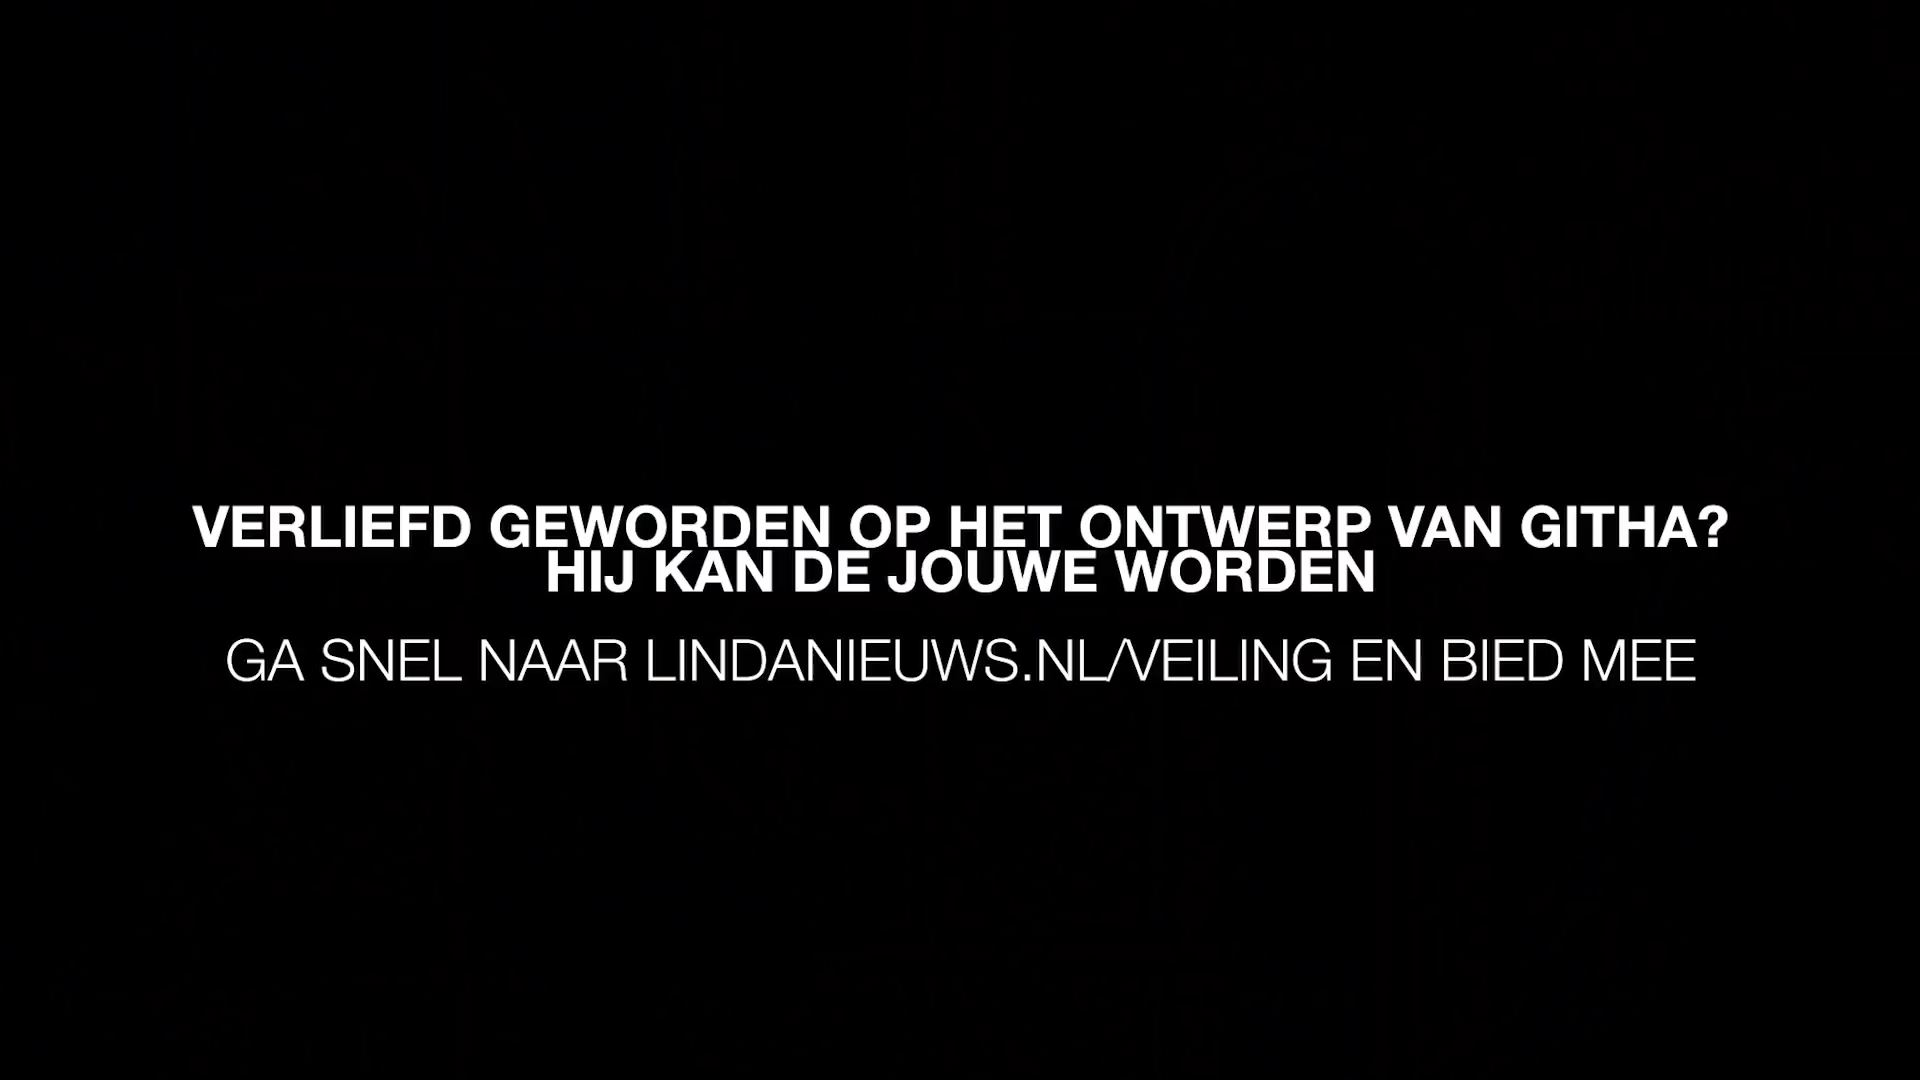 VERLIEFD GEWORDEN OP HET ONTWERP VAN GITHA?
HIJ KAN DE JOUWE WORDEN
GA SNEL NAAR LINDANIEUWS.NL/VEILING EN BIED MEE